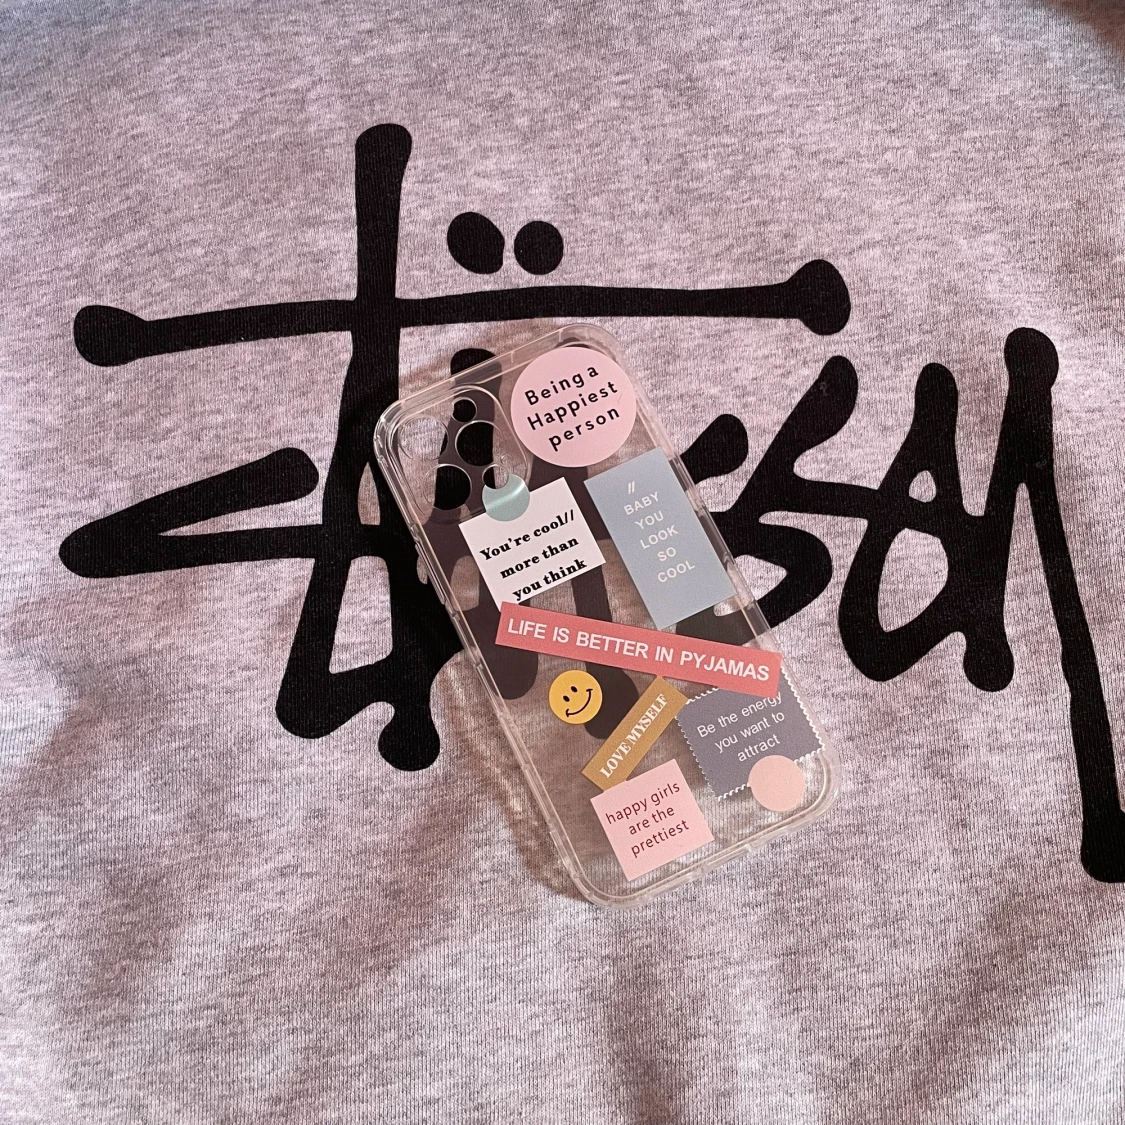 Stüssy
Being a
Happiest
person
You're cool//
more than
you think
//
BABY
YOU
LOOK
SO
COOL
LIFE IS BETTER IN PYJAMAS
LOVE MYSELF
Be the energy
you want to
attract
happy girls
are the
prettiest